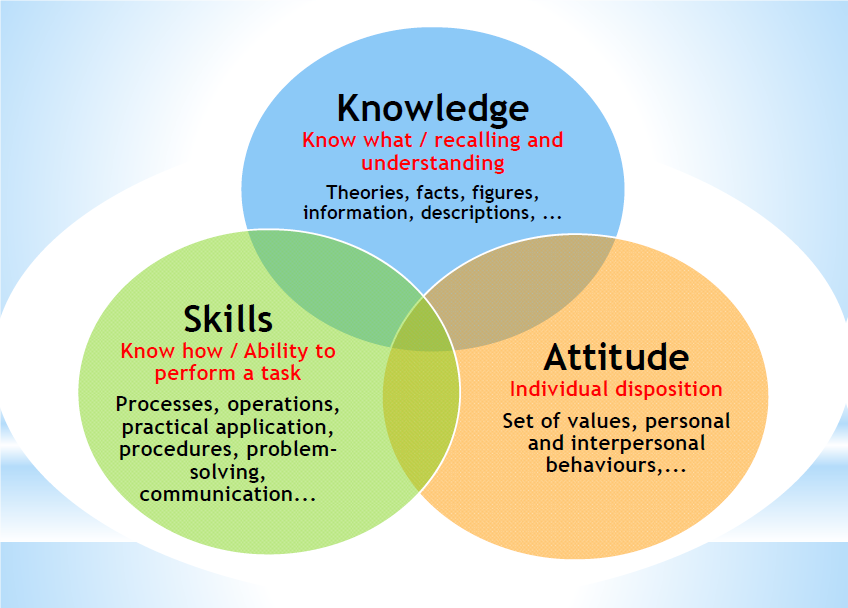 Knowledge
Know what / recalling and
understanding
Theories, facts, figures,
information, descriptions, ...
Skills
Know how / Ability to
perform a task
Processes, operations,
practical application,
procedures, problem-
solving,
communication...
Attitude
Individual disposition
Set of values, personal
and interpersonal
behaviours,...